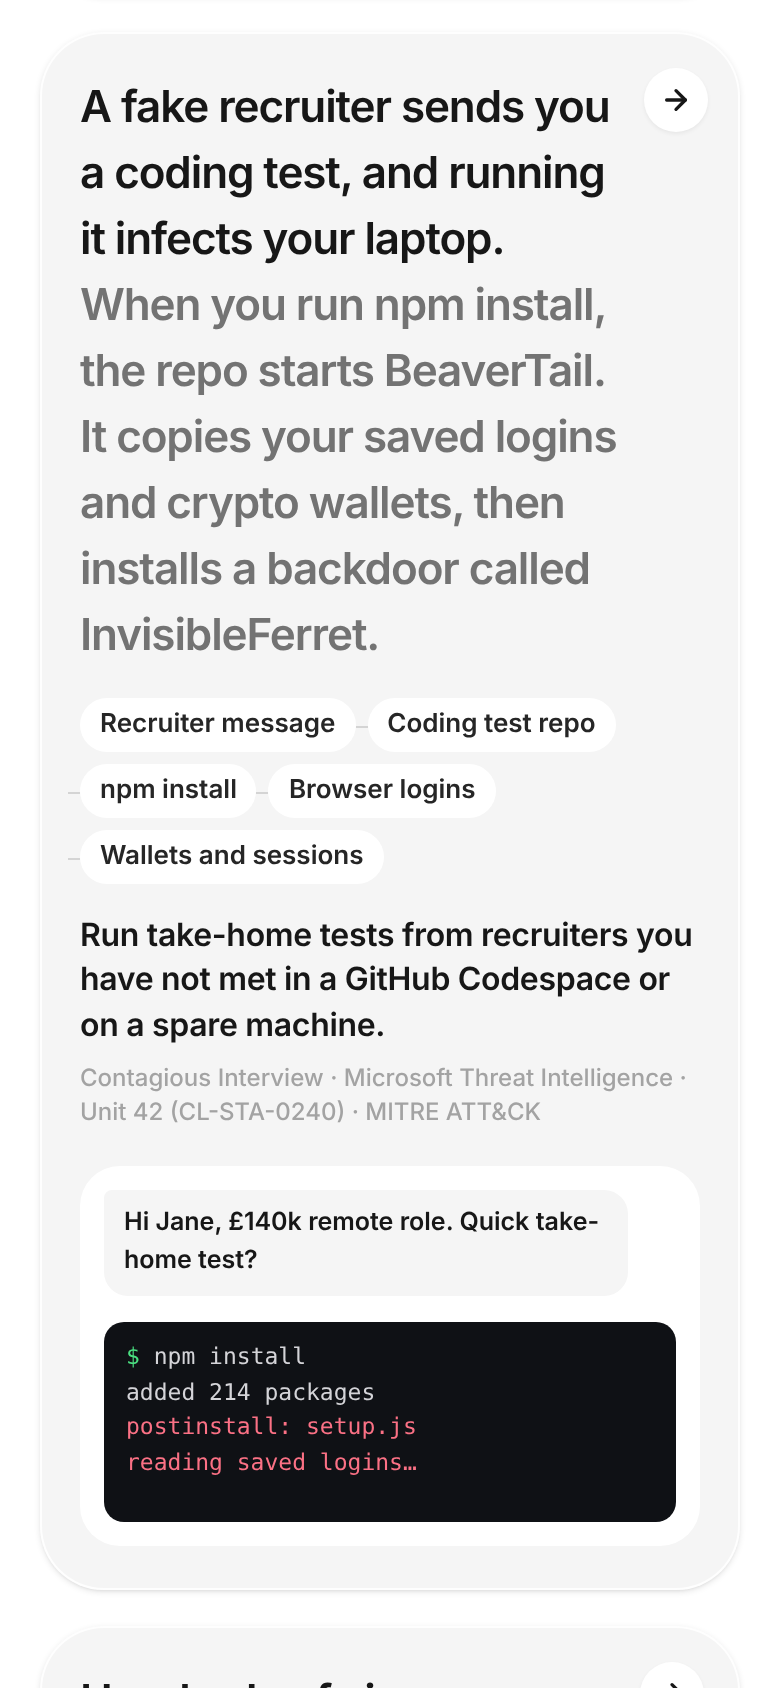 A fake recruiter sends you
a coding test, and running
it infects your laptop.
When you run npm install,
the repo starts BeaverTail.
It copies your saved logins
and crypto wallets, then
installs a backdoor called
InvisibleFerret.
Recruiter message
Coding test repo
npm install
Browser logins
Wallets and sessions
Run take-home tests from recruiters you
have not met in a GitHub Codespace or
on a spare machine.
Contagious Interview · Microsoft Threat Intelligence ·
Unit 42 (CL-STA-0240) · MITRE ATT&CK
Hi Jane, £140k remote role. Quick take-
home test?
$ npm install
added 214 packages
postinstall: setup.js
reading saved logins…